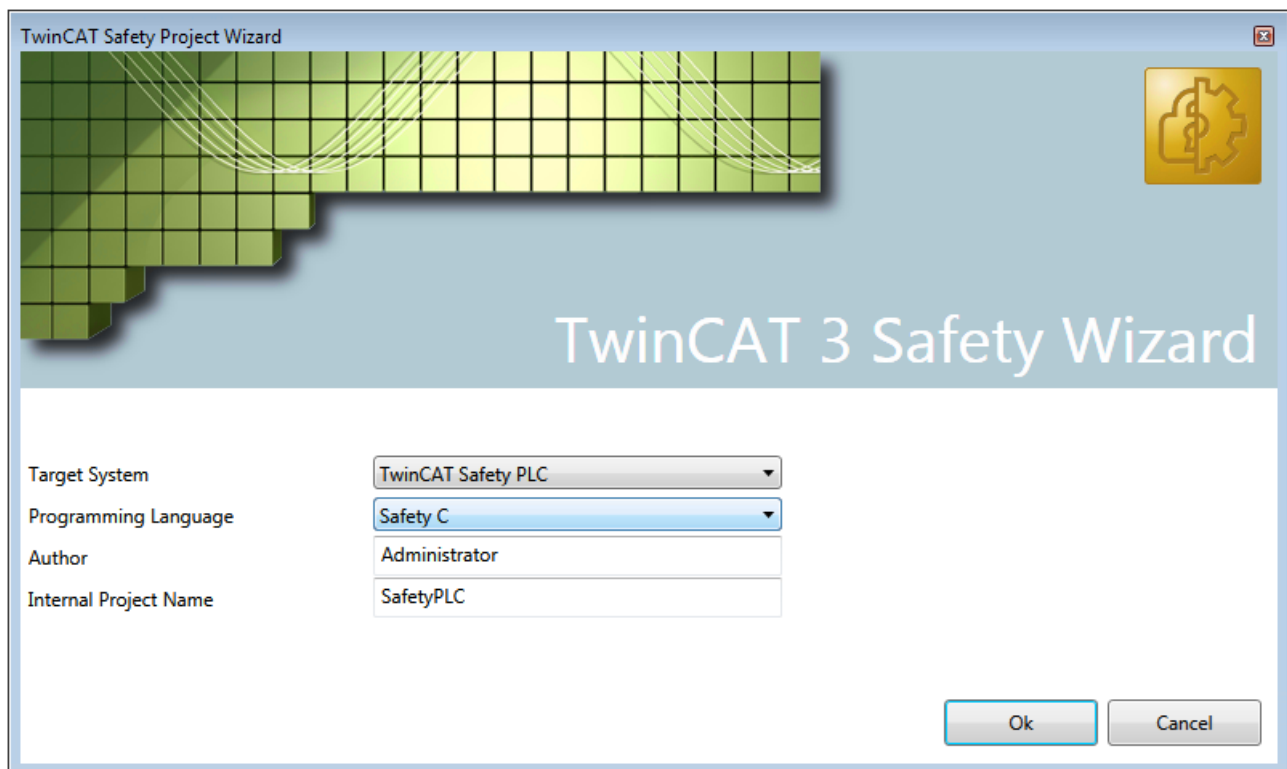 TwinCAT Safety Project Wizard
TwinCAT 3 Safety Wizard
Target System TwinCAT Safety PLC
Programming Language Safety C
Author Administrator
Internal Project Name SafetyPLC
Ok Cancel